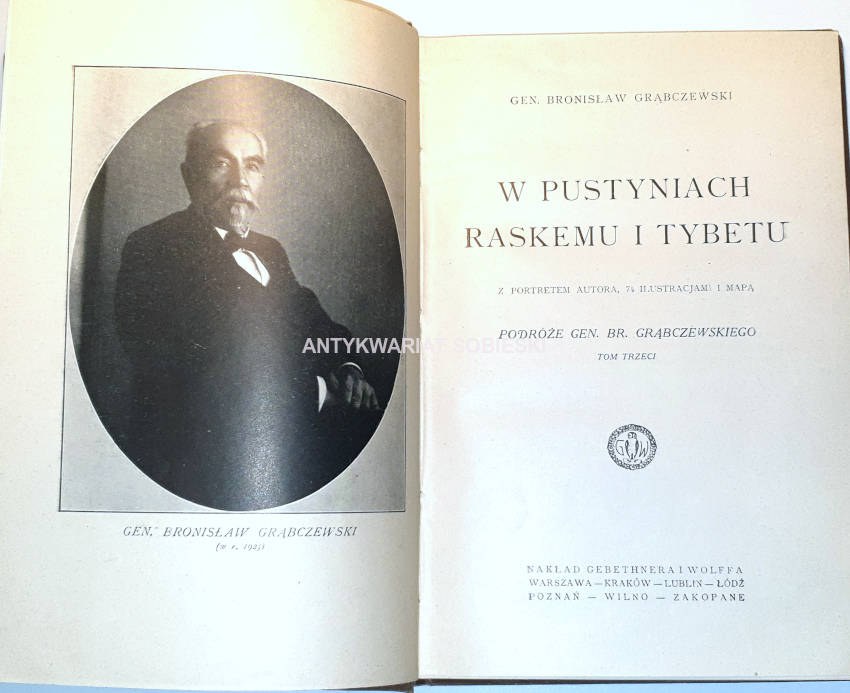 GEN. BRONISŁAW GRĄBCZEWSKI
(w r. 1925)
GEN. BRONISŁAW GRĄBCZEWSKI
W PUSTYNIACH
RASKEMU I TYBETU
Z PORTRETEM AUTORA, 74 ILUSTRACJAMI I MAPĄ
PODRÓŻE GEN. BR. GRĄBCZEWSKIEGO
TOM TRZECI
G W
NAKŁAD GEBETHNERA I WOLFFA
WARSZAWA—KRAKÓW—LUBLIN—ŁÓDŹ
POZNAŃ — WILNO — ZAKOPANE
ANTYKWARIAT SOBIESKI